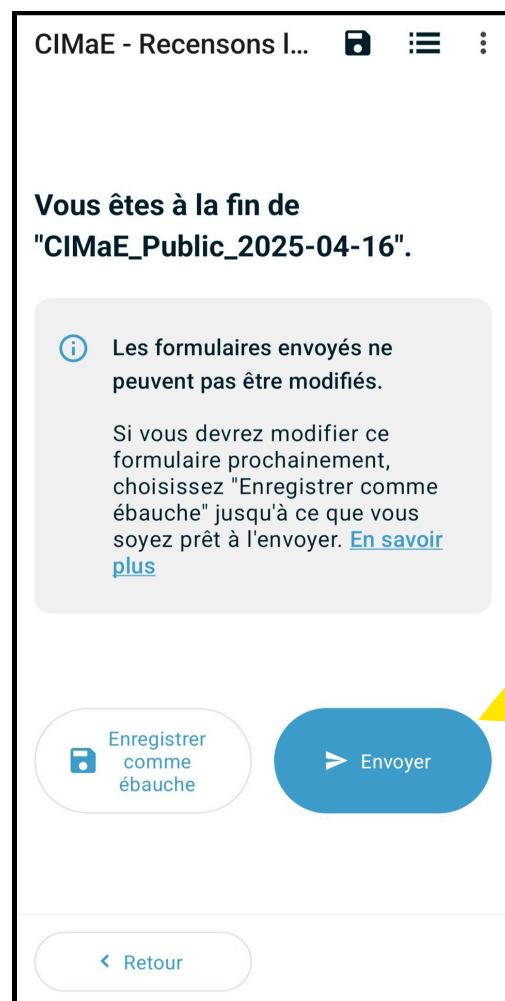 CIMaE - Recensons l...
Vous êtes à la fin de
"CIMaE_Public_2025-04-16".
Les formulaires envoyés ne
peuvent pas être modifiés.
Si vous devrez modifier ce
formulaire prochainement,
choisissez "Enregistrer comme
ébauche" jusqu'à ce que vous
soyez prêt à l'envoyer. En savoir
plus
Enregistrer
comme
ébauche
Envoyer
Retour